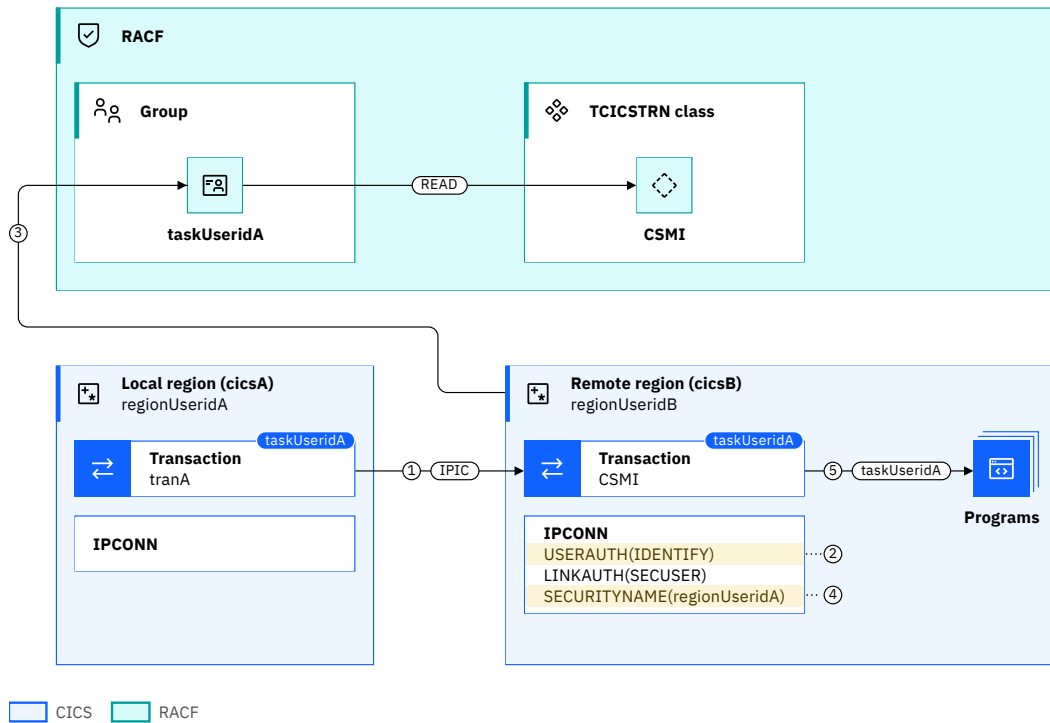 RACF
Group
TCICSTRN class
READ
taskUseridA
CSMI
3
Local region (cicsA)
regionUseridA
taskUseridA
Transaction
tranA
1
IPIC
IPCONN
Remote region (cicsB)
regionUseridB
taskUseridA
Transaction
CSMI
5
taskUseridA
Programs
IPCONN
USERAUTH(IDENTIFY)
2
LINKAUTH(SECUSER)
SECURITYNAME(regionUseridA)
4
CICS
RACF